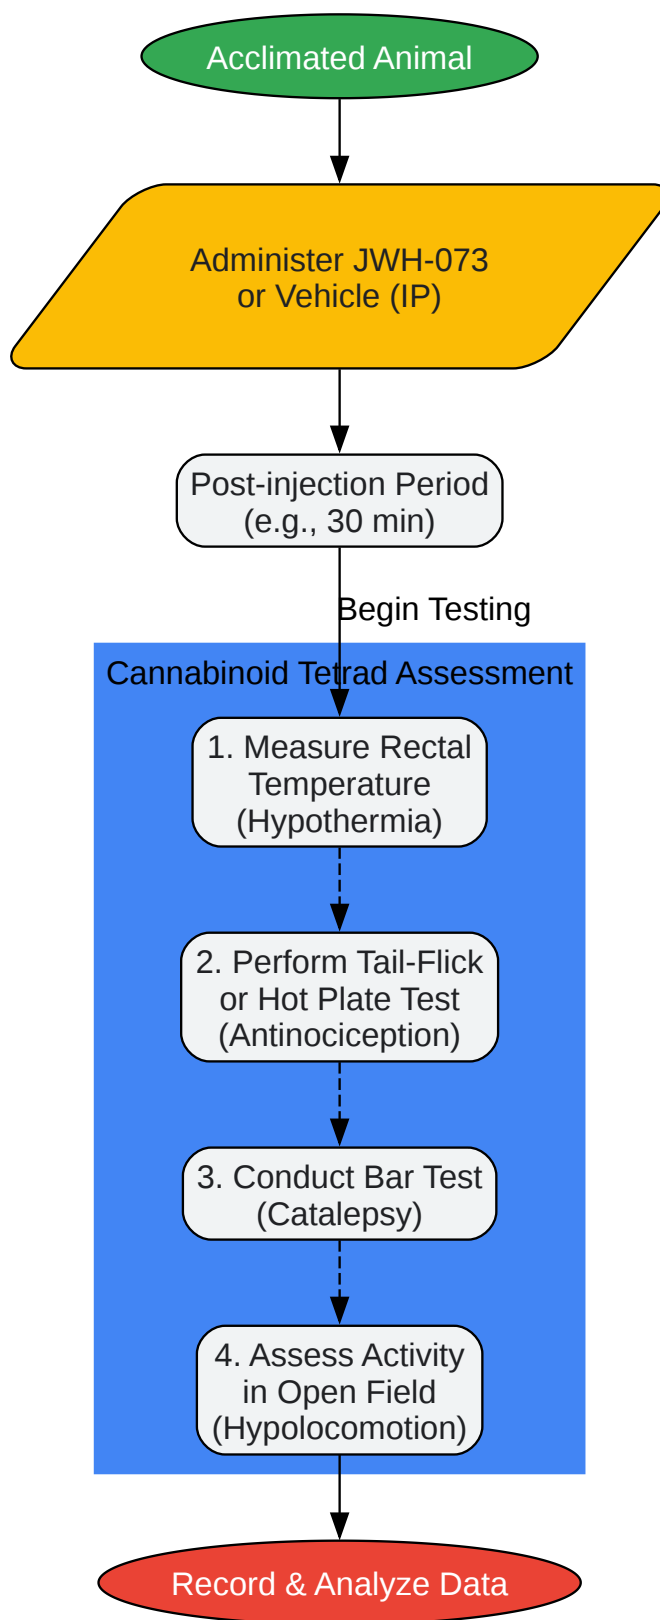 Acclimated Animal
Administer JWH-073
or Vehicle (IP)
Post-injection Period
(e.g., 30 min)
Begin Testing
Cannabinoid Tetrad Assessment
1. Measure Rectal
Temperature
(Hypothermia)
2. Perform Tail-Flick
or Hot Plate Test
(Antinociception)
3. Conduct Bar Test
(Catalepsy)
4. Assess Activity
in Open Field
(Hypolocomotion)
Record & Analyze Data